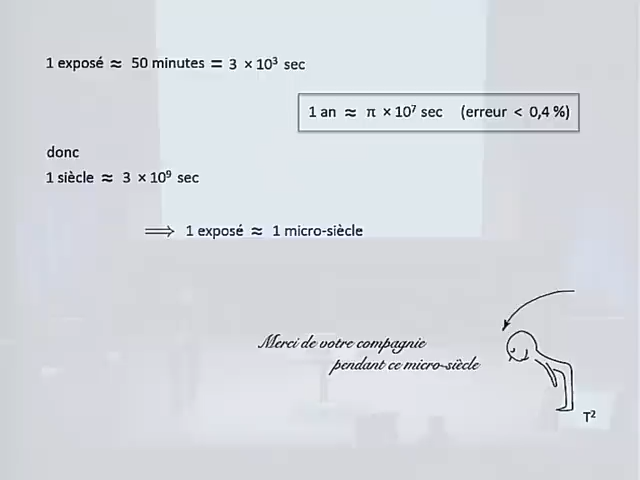 1 exposé ≈ 50 minutes = 3 × 10³ sec
1 an ≈ π × 10⁷ sec (erreur < 0,4 %)
donc
1 siècle ≈ 3 × 10⁹ sec
⟹ 1 exposé ≈ 1 micro-siècle
Merci de votre compagnie
pendant ce micro-siècle
T²